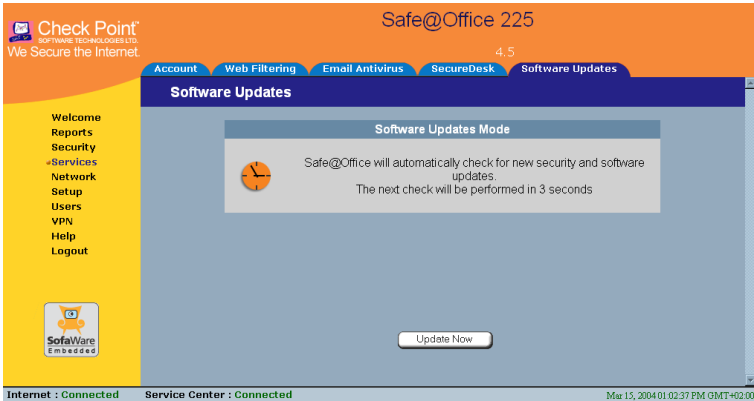 Check Point™
SOFTWARE TECHNOLOGIES LTD.
We Secure the Internet.
Safe@Office 225
4.5
Account
Web Filtering
Email Antivirus
SecureDesk
Software Updates
Software Updates
Welcome
Reports
Security
Services
Network
Setup
Users
VPN
Help
Logout
SofaWare
Embedded
Software Updates Mode
Safe@Office will automatically check for new security and software
updates.
The next check will be performed in 3 seconds
Update Now
Internet : Connected
Service Center : Connected
Mar 15, 2004 01:02:37 PM GMT+02:00